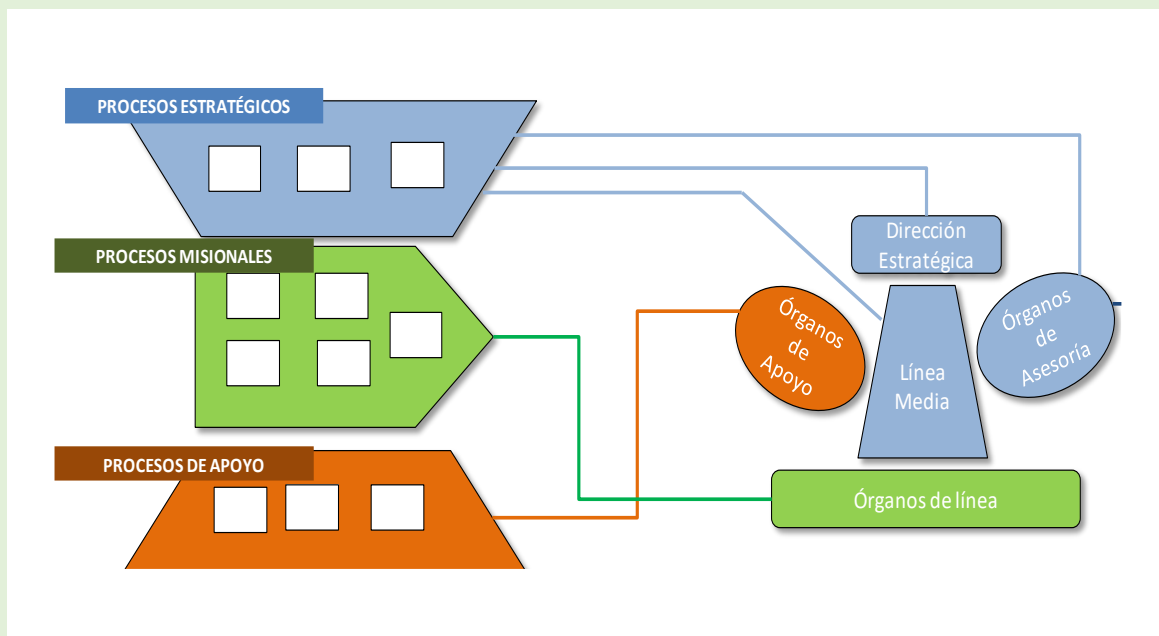 PROCESOS ESTRATÉGICOS
PROCESOS MISIONALES
PROCESOS DE APOYO
Dirección
Estratégica
Órganos
de
Apoyo
Línea
Media
Órganos
de
Asesoría
Órganos de línea